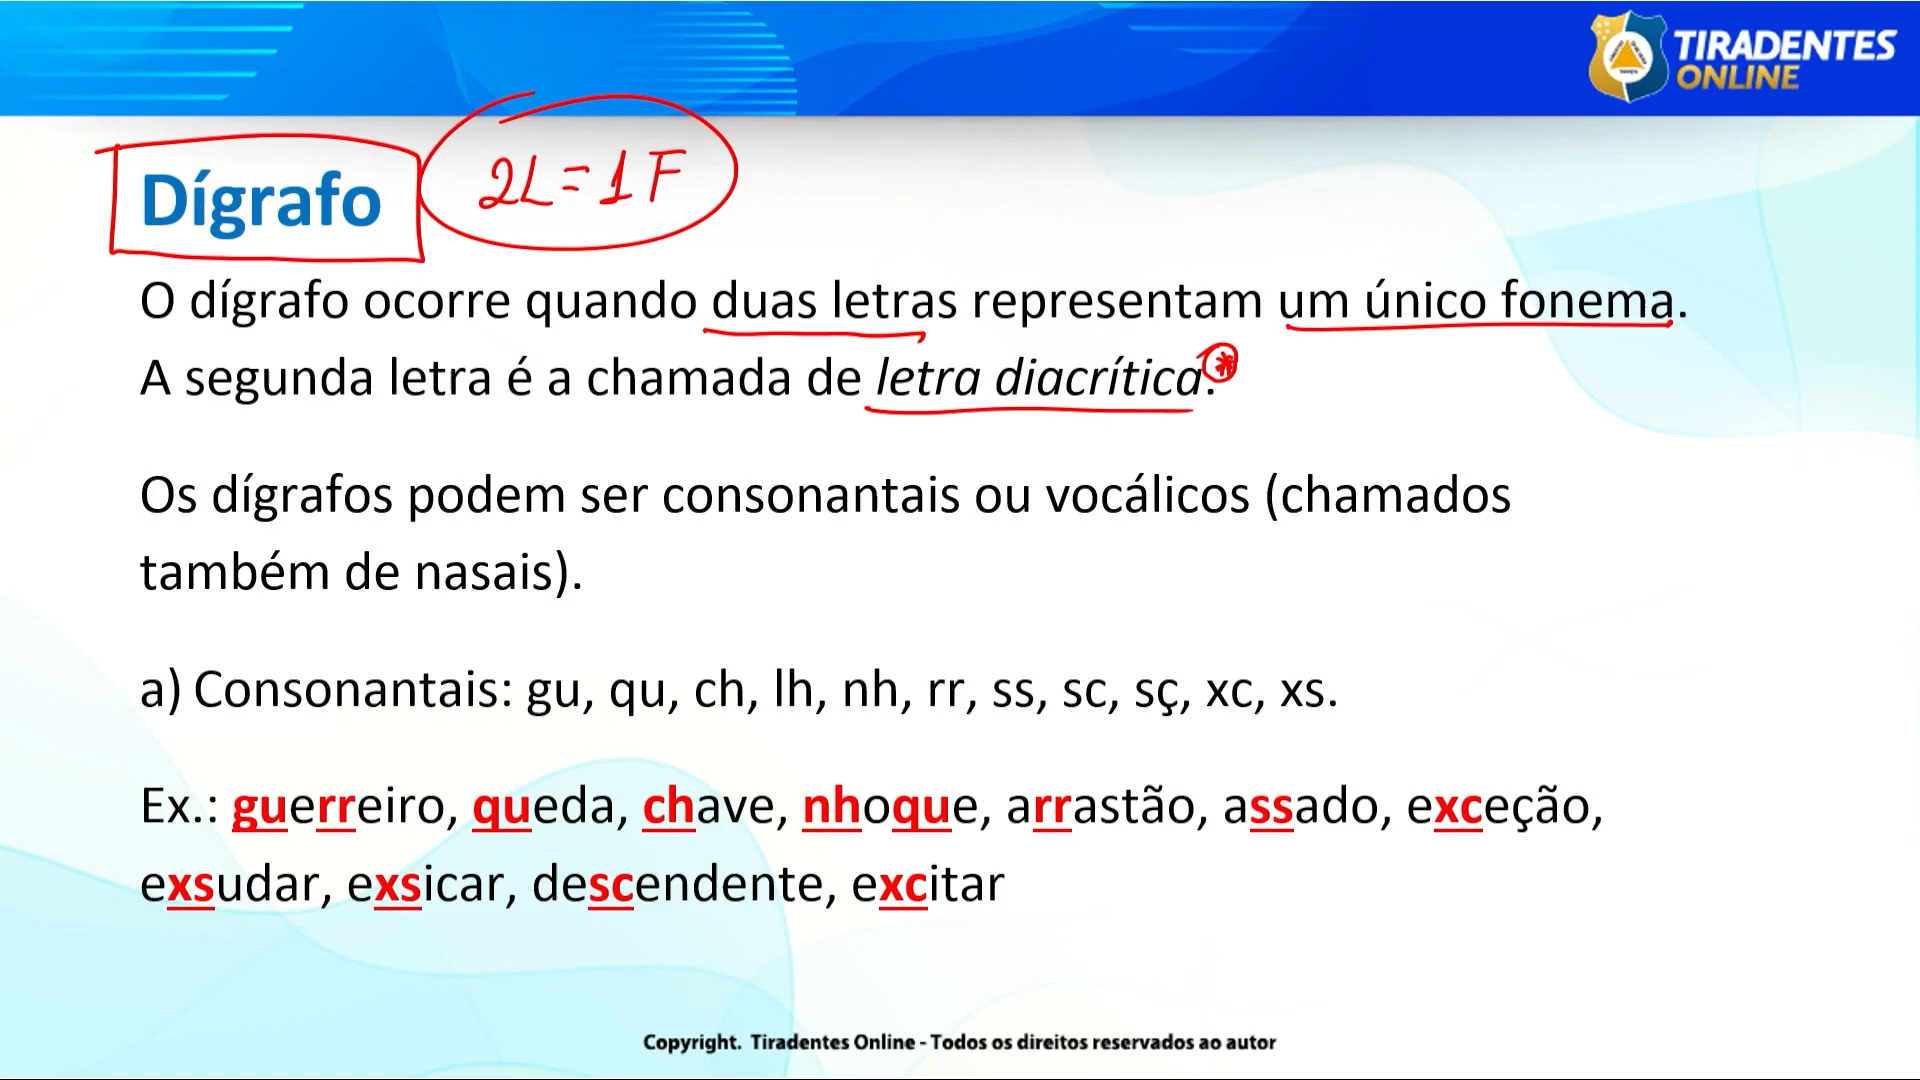 TIRADENTES
ONLINE
Dígrafo
2L=1F
O dígrafo ocorre quando duas letras representam um único fonema.
A segunda letra é a chamada de letra diacrítica.*
Os dígrafos podem ser consonantais ou vocálicos (chamados
também de nasais).
a) Consonantais: gu, qu, ch, lh, nh, rr, ss, sc, sç, xc, xs.
Ex.: guerreiro, queda, chave, nhoque, arrastão, assado, exceção,
exsudar, exsicar, descendente, excitar
Copyright. Tiradentes Online - Todos os direitos reservados ao autor